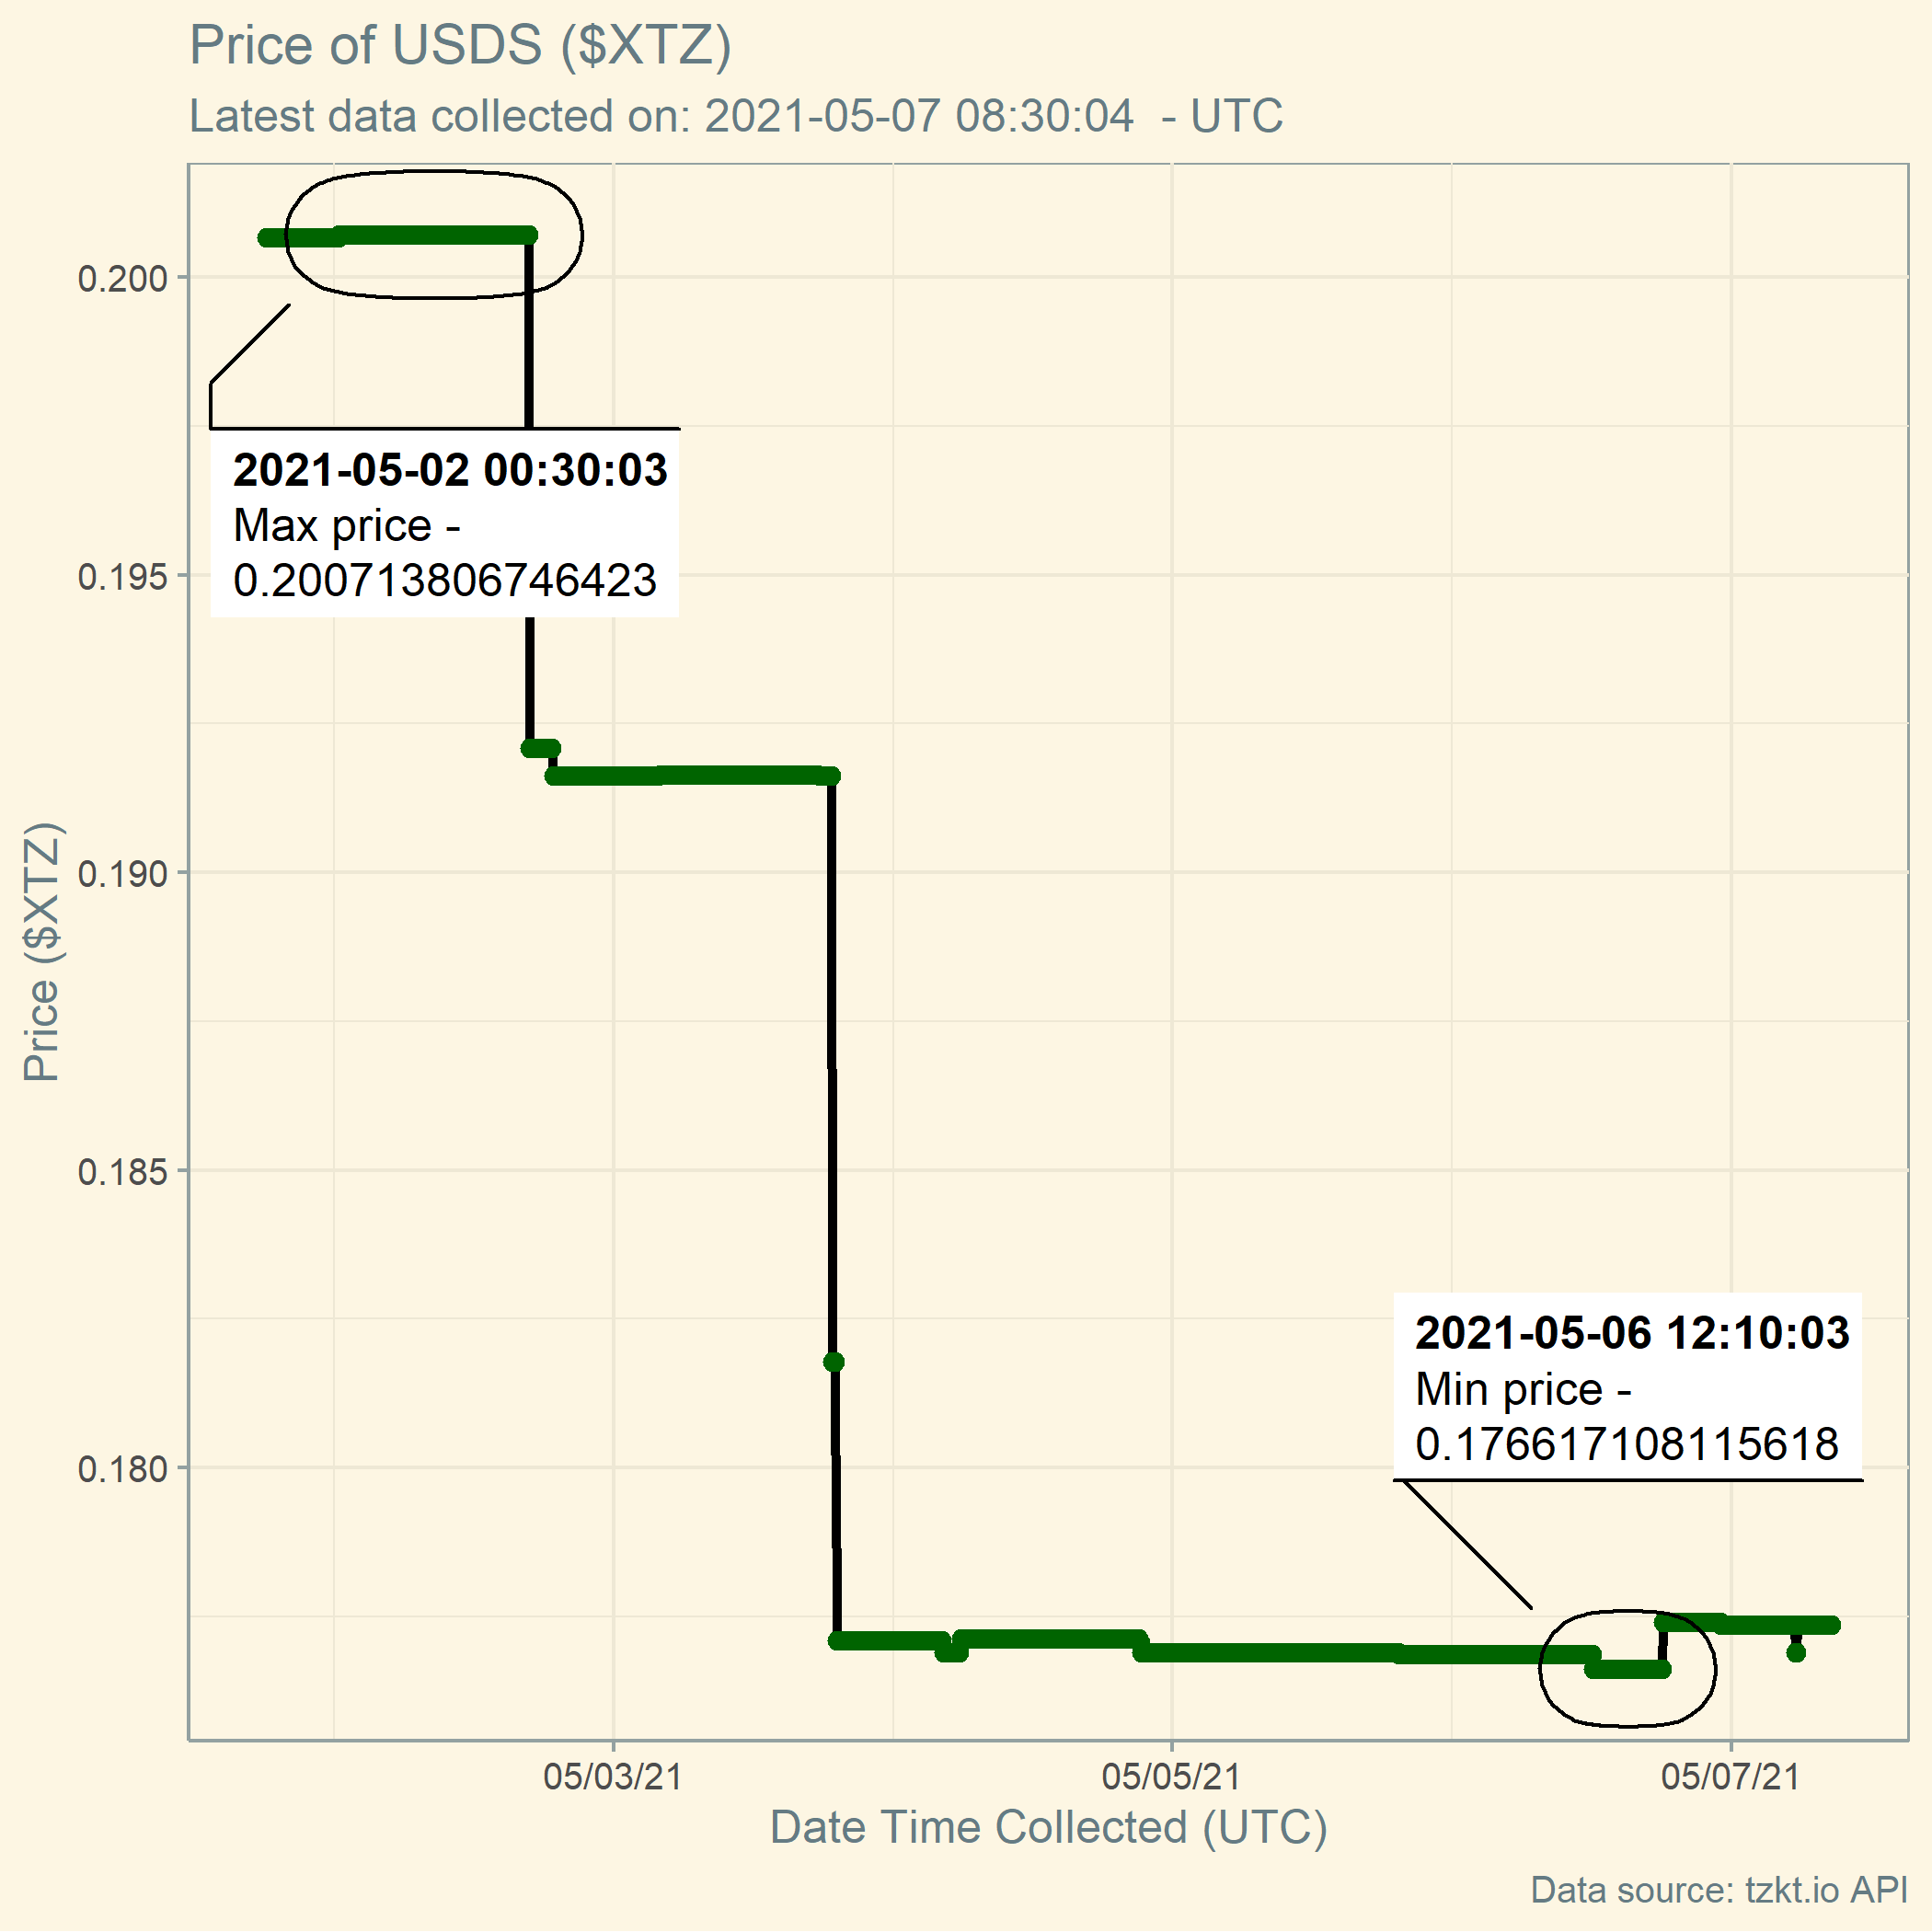 Price of USDS ($XTZ)
Latest data collected on: 2021-05-07 08:30:04  - UTC
0.200
2021-05-02 00:30:03
Max price -
0.200713806746423
0.195
0.190
Price ($XTZ)
0.185
2021-05-06 12:10:03
Min price -
0.176617108115618
0.180
05/03/21
05/05/21
05/07/21
Date Time Collected (UTC)
Data source: tzkt.io API